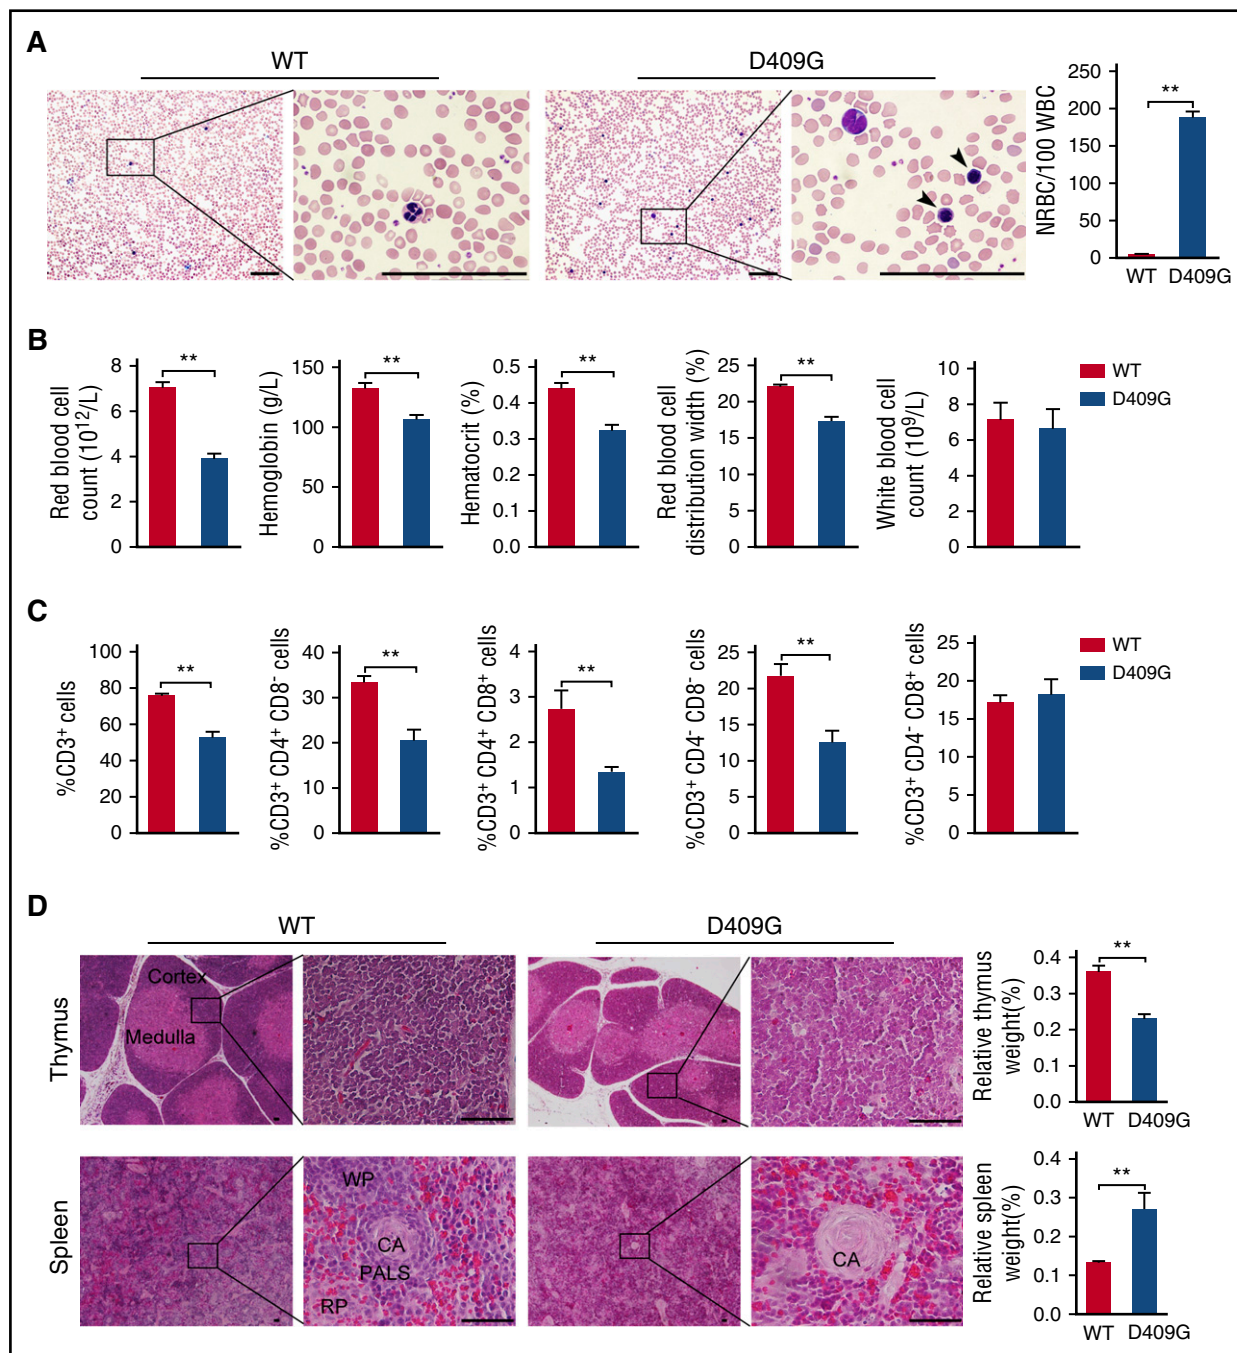 A
WT
D409G
NRBC/100 WBC
250
200
150
100
50
0
**
WT
D409G
B
Red blood cell
count (10¹²/L)
8
6
4
2
0
**
Hemoglobin (g/L)
150
100
50
0
**
Hematocrit (%)
0.5
0.4
0.3
0.2
0.1
0.0
**
Red blood cell
distribution width (%)
25
20
15
10
5
0
**
White blood cell
count (10⁹/L)
10
8
6
4
2
0
WT
D409G
C
%CD3⁺ cells
100
80
60
40
20
0
**
%CD3⁺ CD4⁺ CD8⁻ cells
40
30
20
10
0
**
%CD3⁺ CD4⁺ CD8⁺ cells
4
3
2
1
0
**
%CD3⁺ CD4⁻ CD8⁻ cells
25
20
15
10
5
0
**
%CD3⁺ CD4⁻ CD8⁺ cells
25
20
15
10
5
0
WT
D409G
D
WT
D409G
Thymus
Cortex
Medulla
Relative thymus
weight(%)
0.4
0.3
0.2
0.1
0.0
**
WT
D409G
Spleen
WP
CA
PALS
RP
CA
Relative spleen
weight(%)
0.4
0.3
0.2
0.1
0.0
**
WT
D409G